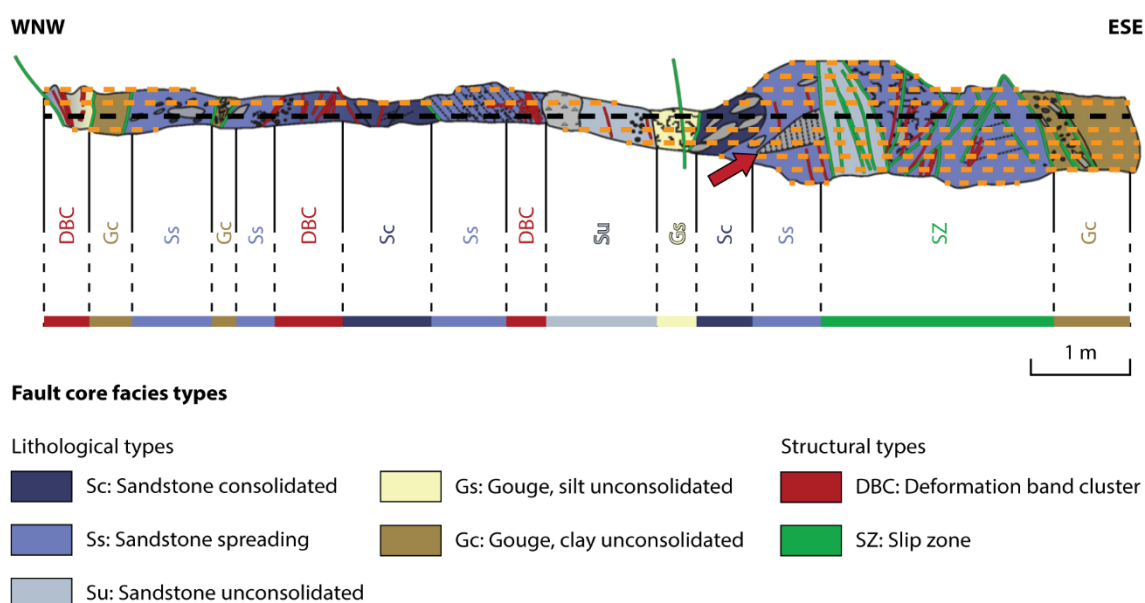 WNW
ESE
DBC
Gc
Ss
Gc
Ss
DBC
Sc
Ss
DBC
Su
Gs
Sc
Ss
SZ
Gc
1 m
Fault core facies types
Lithological types
Structural types
Sc: Sandstone consolidated
Gs: Gouge, silt unconsolidated
DBC: Deformation band cluster
Ss: Sandstone spreading
Gc: Gouge, clay unconsolidated
SZ: Slip zone
Su: Sandstone unconsolidated